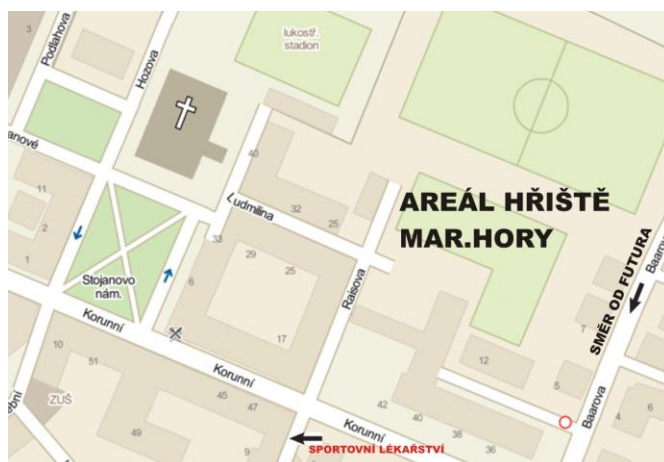 3
Podlahova
Hozova
lukostř.
stadion
anové
40
Ludmilina
32
25
AREÁL HŘIŠTĚ
MAR.HORY
11
2
1
33
29
25
6
17
Raisova
Stojanovo
nám.
Korunní
Baarova
SMĚR OD FUTURA
7
12
5
10
51
ZUŠ
ební
45
47
Korunní
49
9
42
40
38
36
Korunní
Baarova
4
6
SPORTOVNÍ LÉKAŘSTVÍ